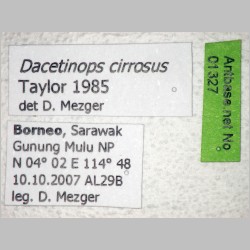 Dacetinops cirrosus
Taylor 1985
det D. Mezger
Borneo, Sarawak
Gunung Mulu NP
N 04° 02 E 114° 48
10.10.2007 AL29B
leg. D. Mezger
Antbase.net No
01327